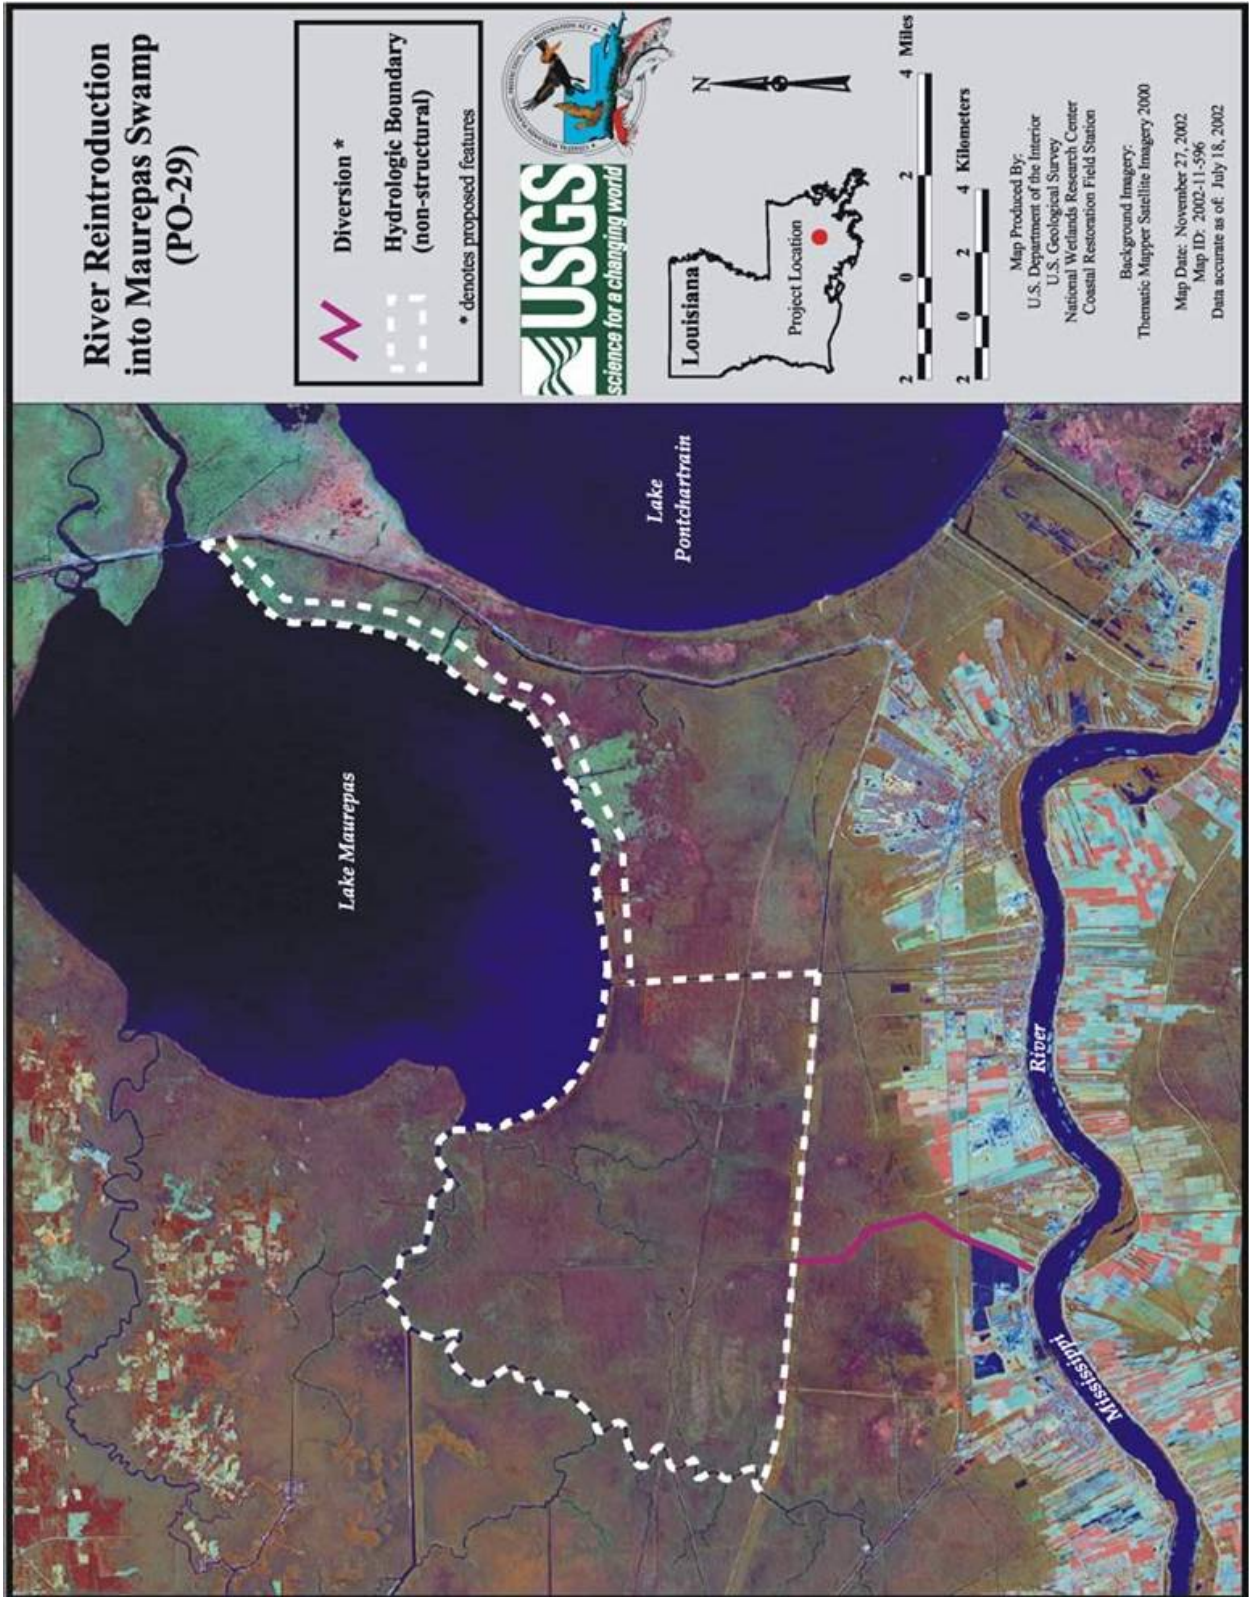 River Reintroduction
into Maurepas Swamp
(PO-29)
Diversion *
Hydrologic Boundary
(non-structural)
* denotes proposed features
USGS
science for a changing world
N
Louisiana
Project Location
2 0 2 4 Miles
2 0 2 4 Kilometers
Map Produced By:
U.S. Department of the Interior
U.S. Geological Survey
National Wetlands Research Center
Coastal Restoration Field Station
Background Imagery:
Thematic Mapper Satellite Imagery 2000
Map Date: November 27, 2002
Map ID: 2002-11-596
Data accurate as of: July 18, 2002
Lake Maurepas
Lake
Pontchartrain
Mississippi
River